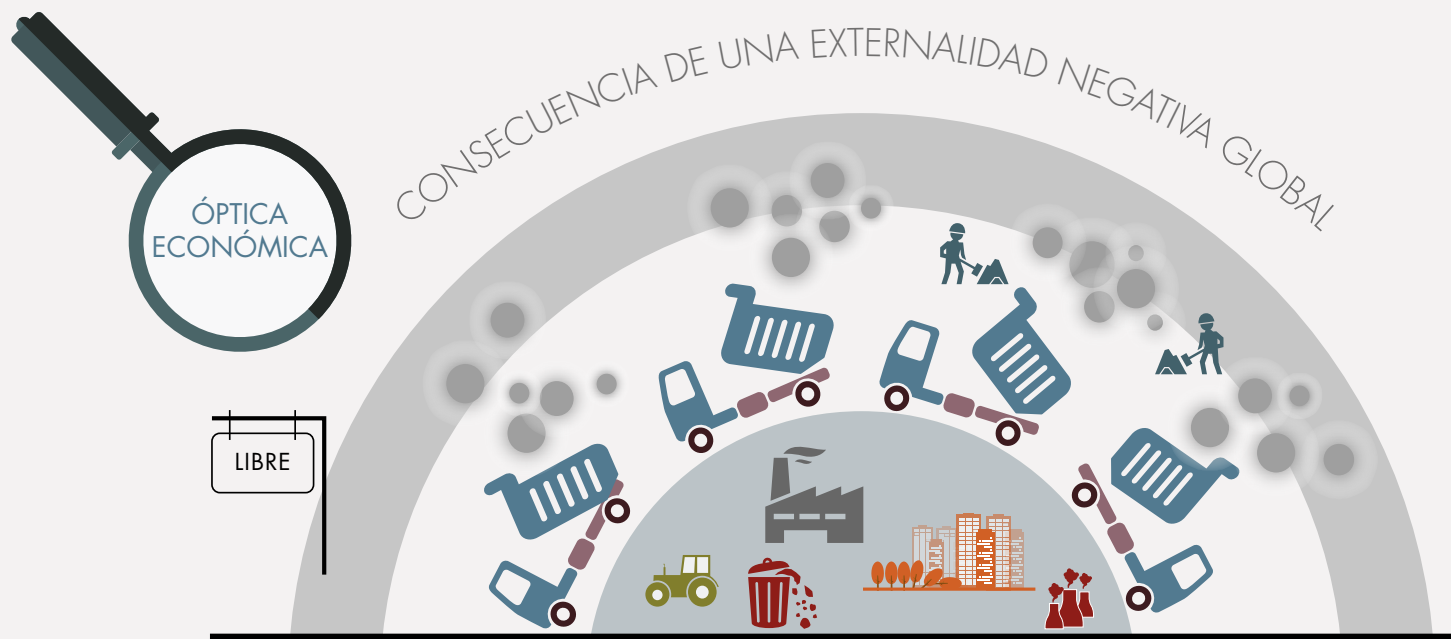 CONSECUENCIA DE UNA EXTERNALIDAD NEGATIVA GLOBAL
ÓPTICA
ECONÓMICA
LIBRE